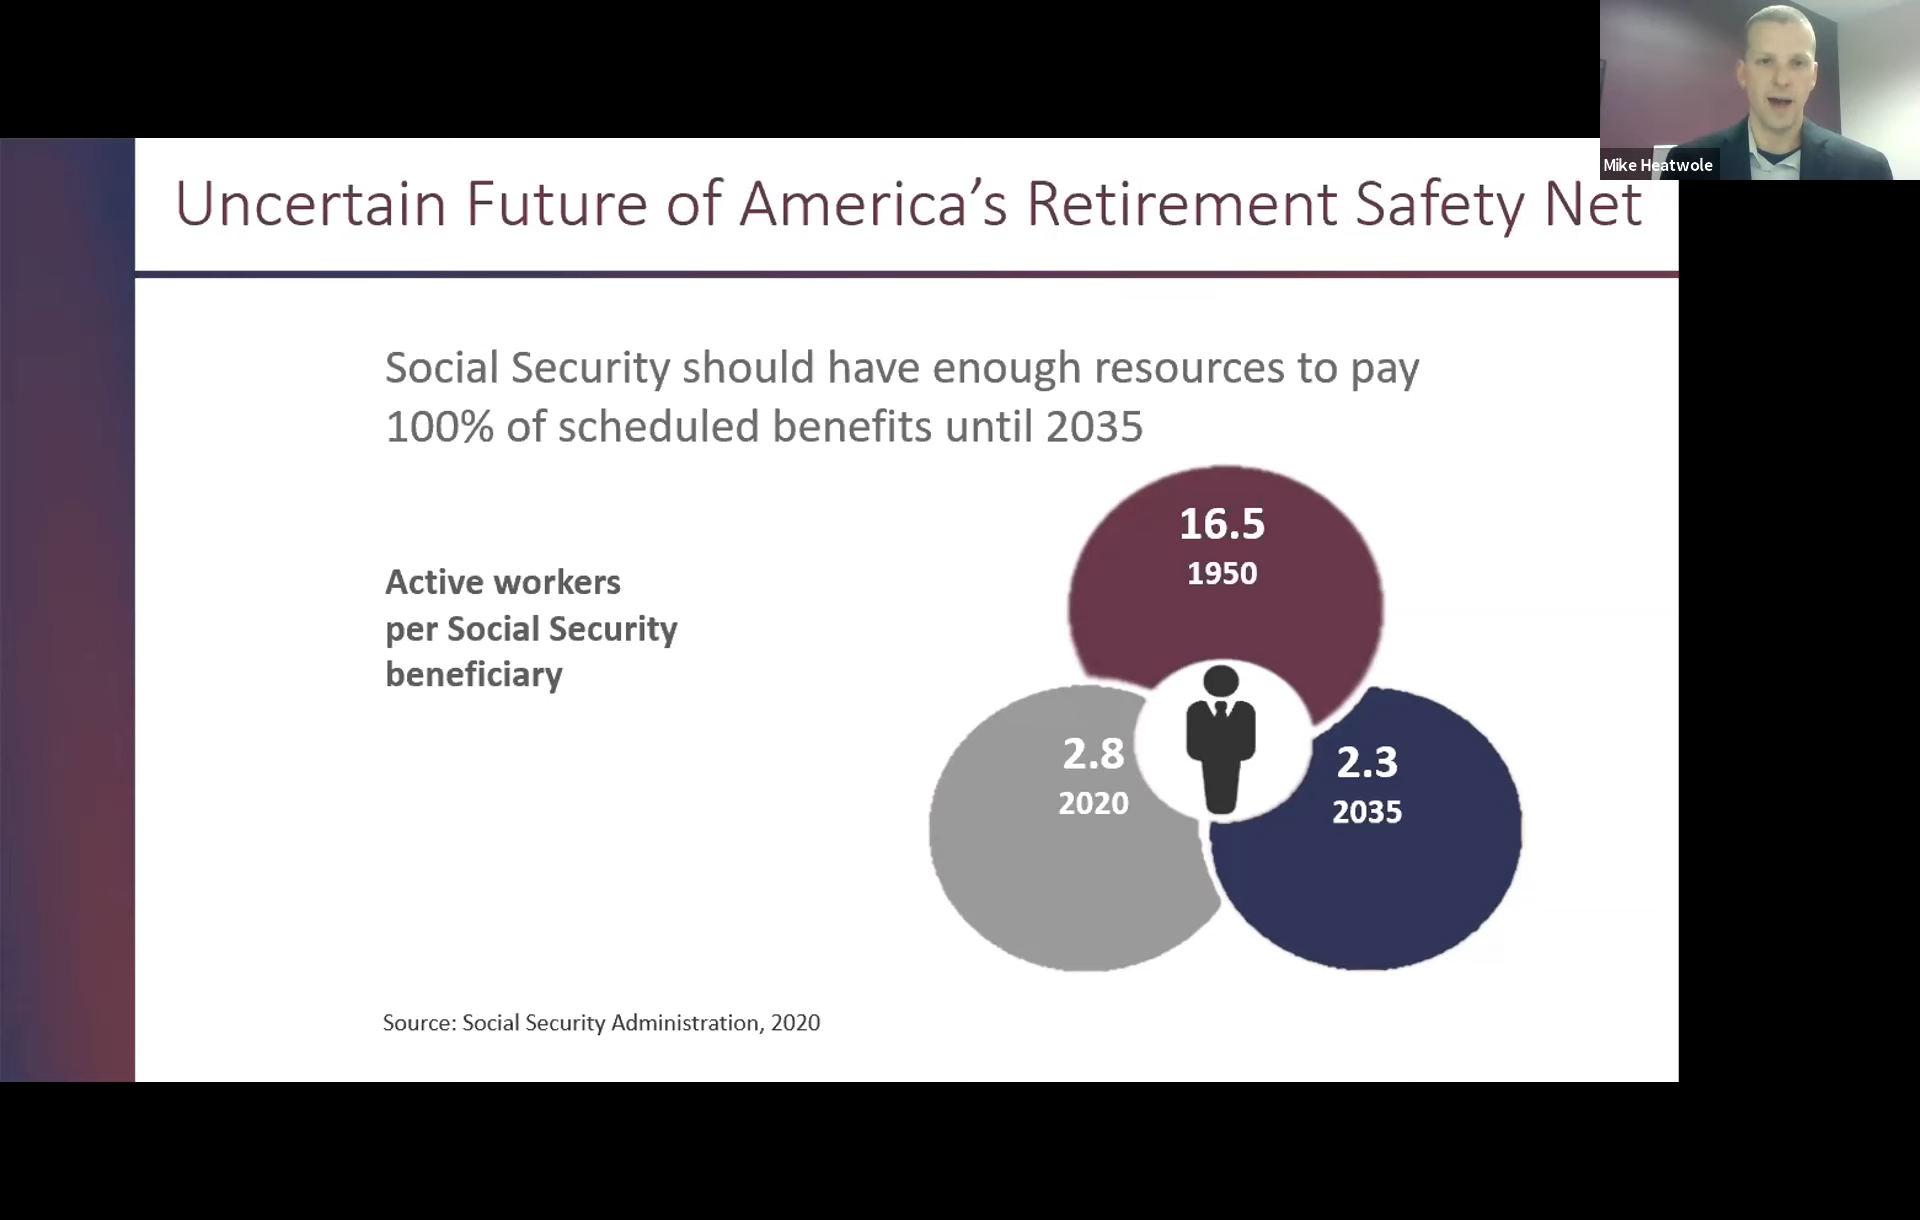 Mike Heatwole
Uncertain Future of America’s Retirement Safety Net
Social Security should have enough resources to pay
100% of scheduled benefits until 2035
16.5
1950
Active workers
per Social Security
beneficiary
2.8
2020
2.3
2035
Source: Social Security Administration, 2020